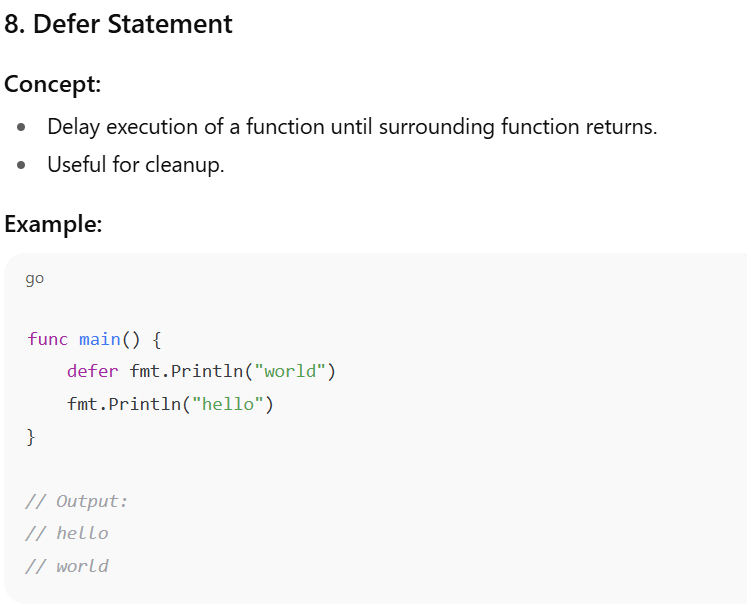 8. Defer Statement
Concept:
• Delay execution of a function until surrounding function returns.
• Useful for cleanup.
Example:
go
func main() {
    defer fmt.Println("world")
    fmt.Println("hello")
}
// Output:
// hello
// world